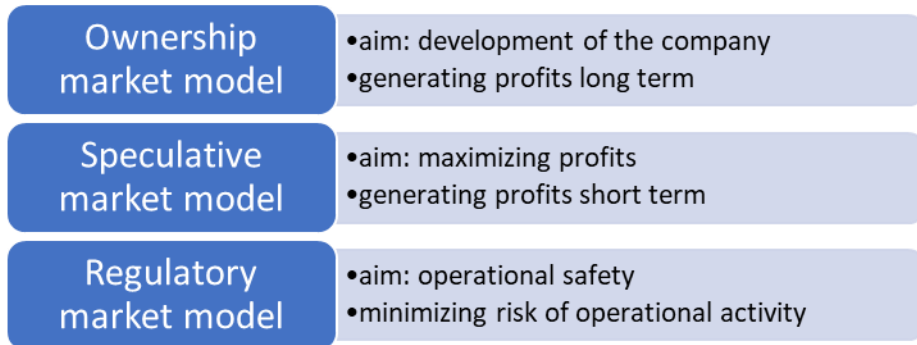 Ownership
market model
•aim: development of the company
•generating profits long term
Speculative
market model
•aim: maximizing profits
•generating profits short term
Regulatory
market model
•aim: operational safety
•minimizing risk of operational activity